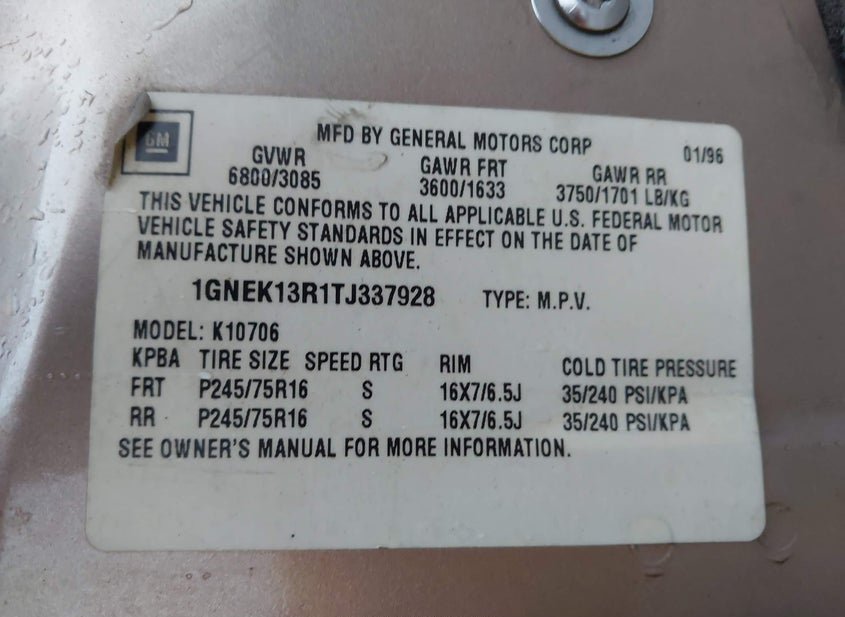 GM
MFD BY GENERAL MOTORS CORP 01/96
GVWR GAWR FRT GAWR RR
6800/3085 3600/1633 3750/1701 LB/KG
THIS VEHICLE CONFORMS TO ALL APPLICABLE U.S. FEDERAL MOTOR
VEHICLE SAFETY STANDARDS IN EFFECT ON THE DATE OF
MANUFACTURE SHOWN ABOVE.
1GNEK13R1TJ337928 TYPE: M.P.V.
MODEL: K10706
KPBA TIRE SIZE SPEED RTG RIM COLD TIRE PRESSURE
FRT P245/75R16 S 16X7/6.5J 35/240 PSI/KPA
RR P245/75R16 S 16X7/6.5J 35/240 PSI/KPA
SEE OWNER'S MANUAL FOR MORE INFORMATION.